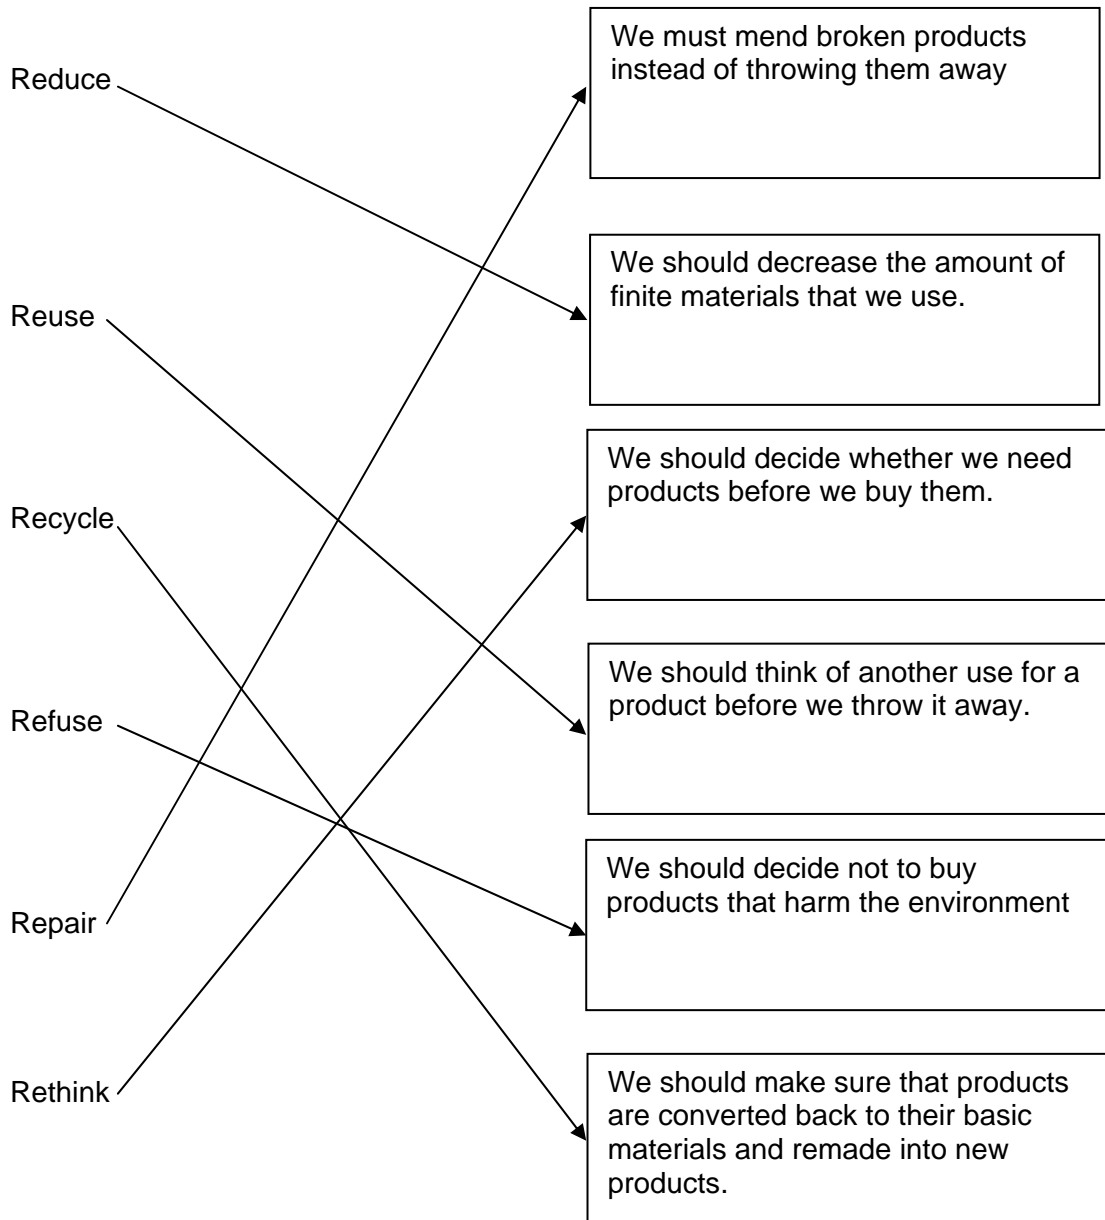 Reduce
Reuse
Recycle
Refuse
Repair
Rethink
We must mend broken products
instead of throwing them away
We should decrease the amount of
finite materials that we use.
We should decide whether we need
products before we buy them.
We should think of another use for a
product before we throw it away.
We should decide not to buy
products that harm the environment
We should make sure that products
are converted back to their basic
materials and remade into new
products.